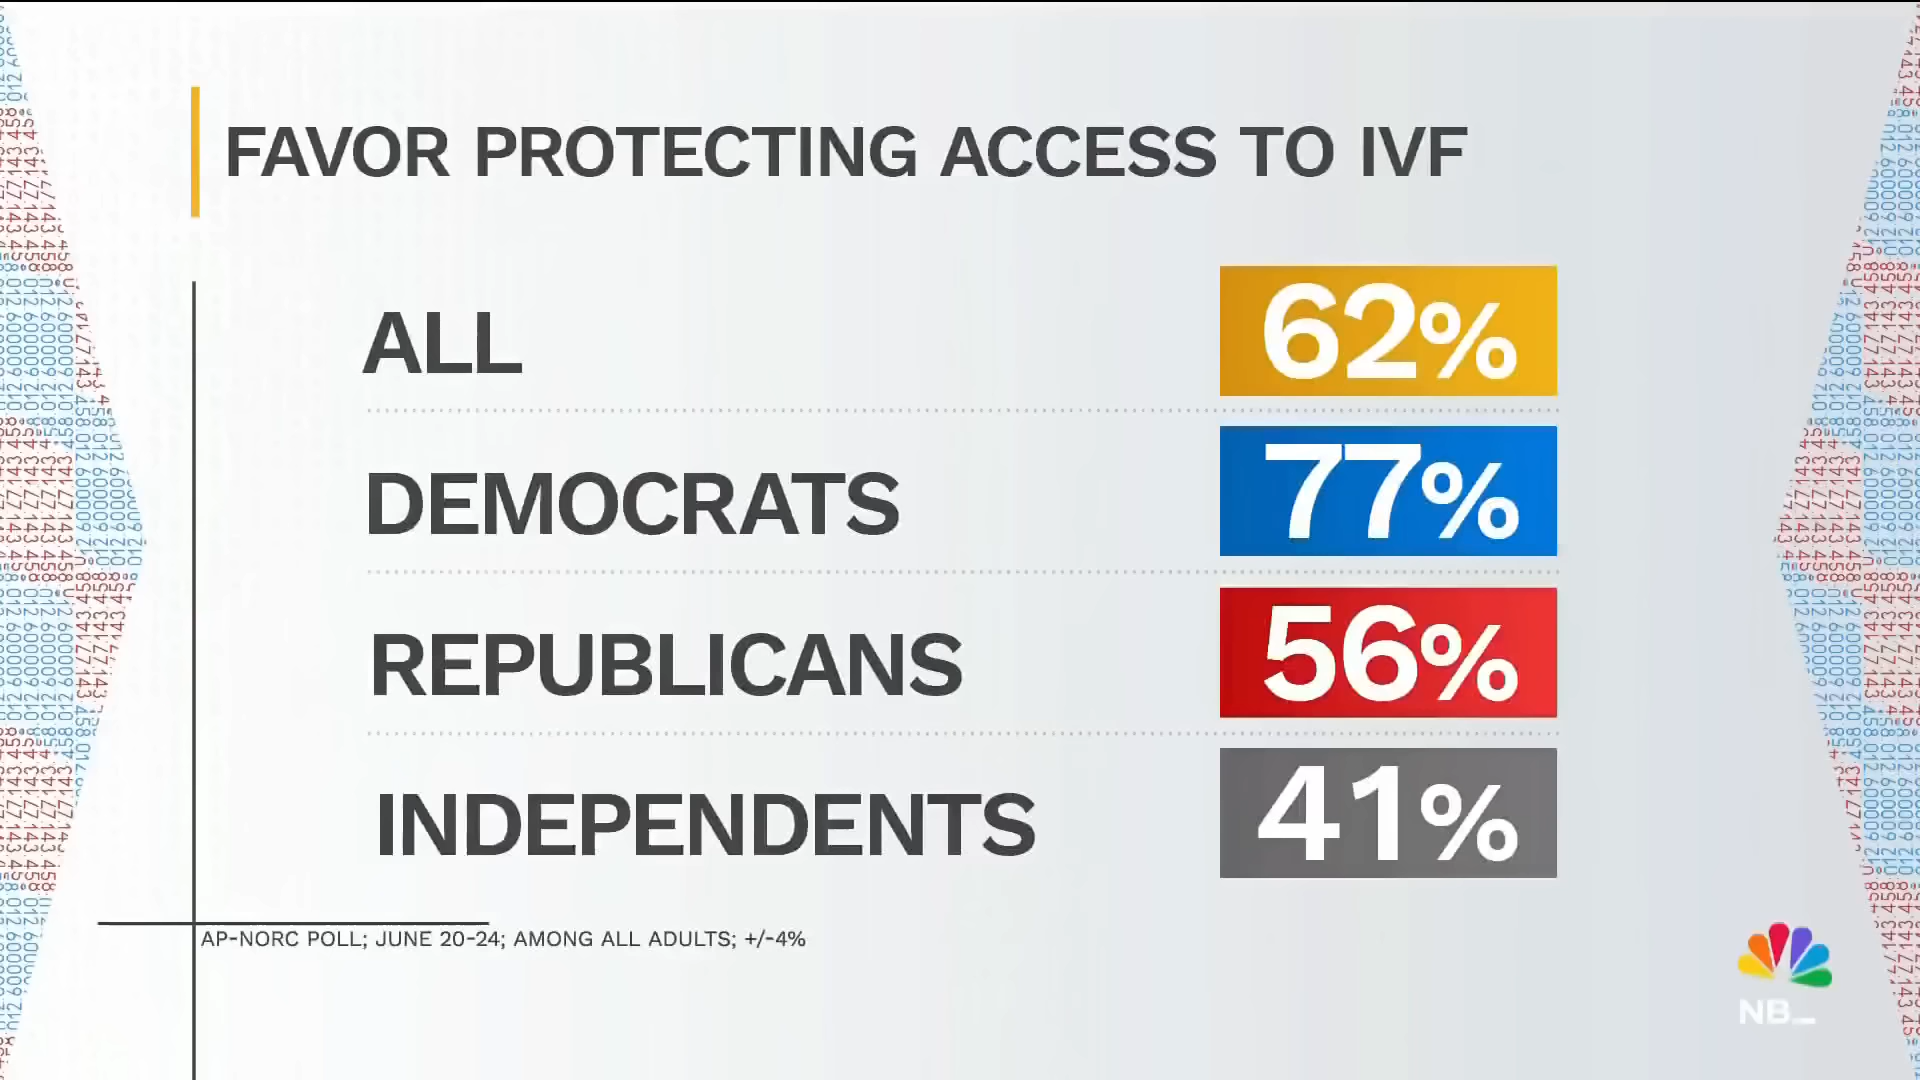 FAVOR PROTECTING ACCESS TO IVF
ALL 62%
DEMOCRATS 77%
REPUBLICANS 56%
INDEPENDENTS 41%
AP-NORC POLL; JUNE 20-24; AMONG ALL ADULTS; +/-4%
NB